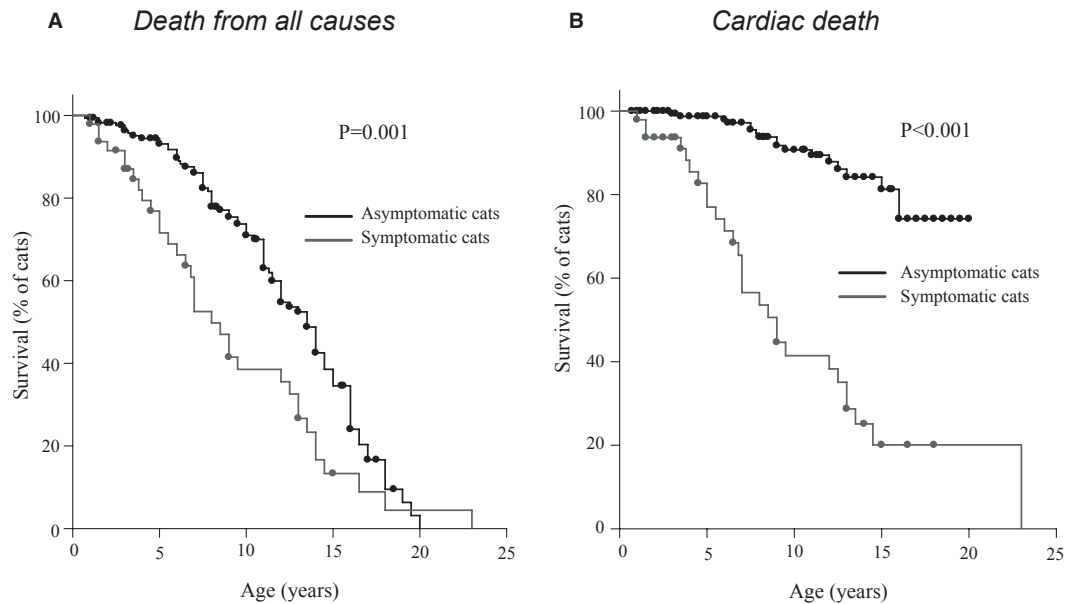 A Death from all causes
P=0.001
Asymptomatic cats
Symptomatic cats
Survival (% of cats)
100
80
60
40
20
0
0 5 10 15 20 25
Age (years)
B Cardiac death
P<0.001
Asymptomatic cats
Symptomatic cats
Survival (% of cats)
100
80
60
40
20
0
0 5 10 15 20 25
Age (years)